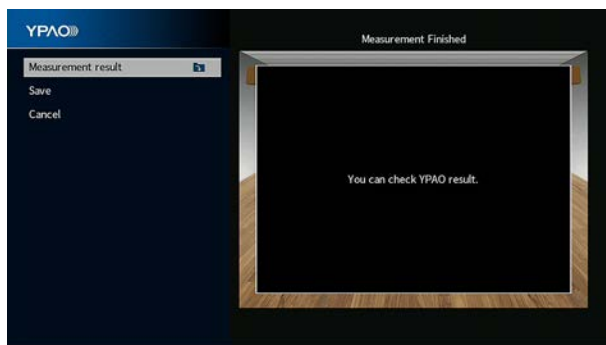 YPAO
Measurement Finished
Measurement result
Save
Cancel
You can check YPAO result.